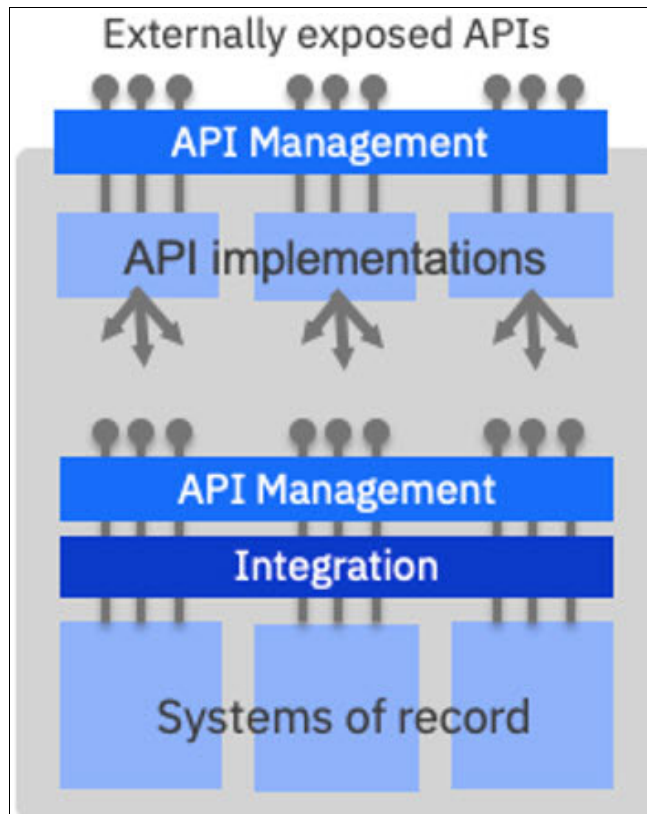 Externally exposed APIs
API Management
API implementations
API Management
Integration
Systems of record